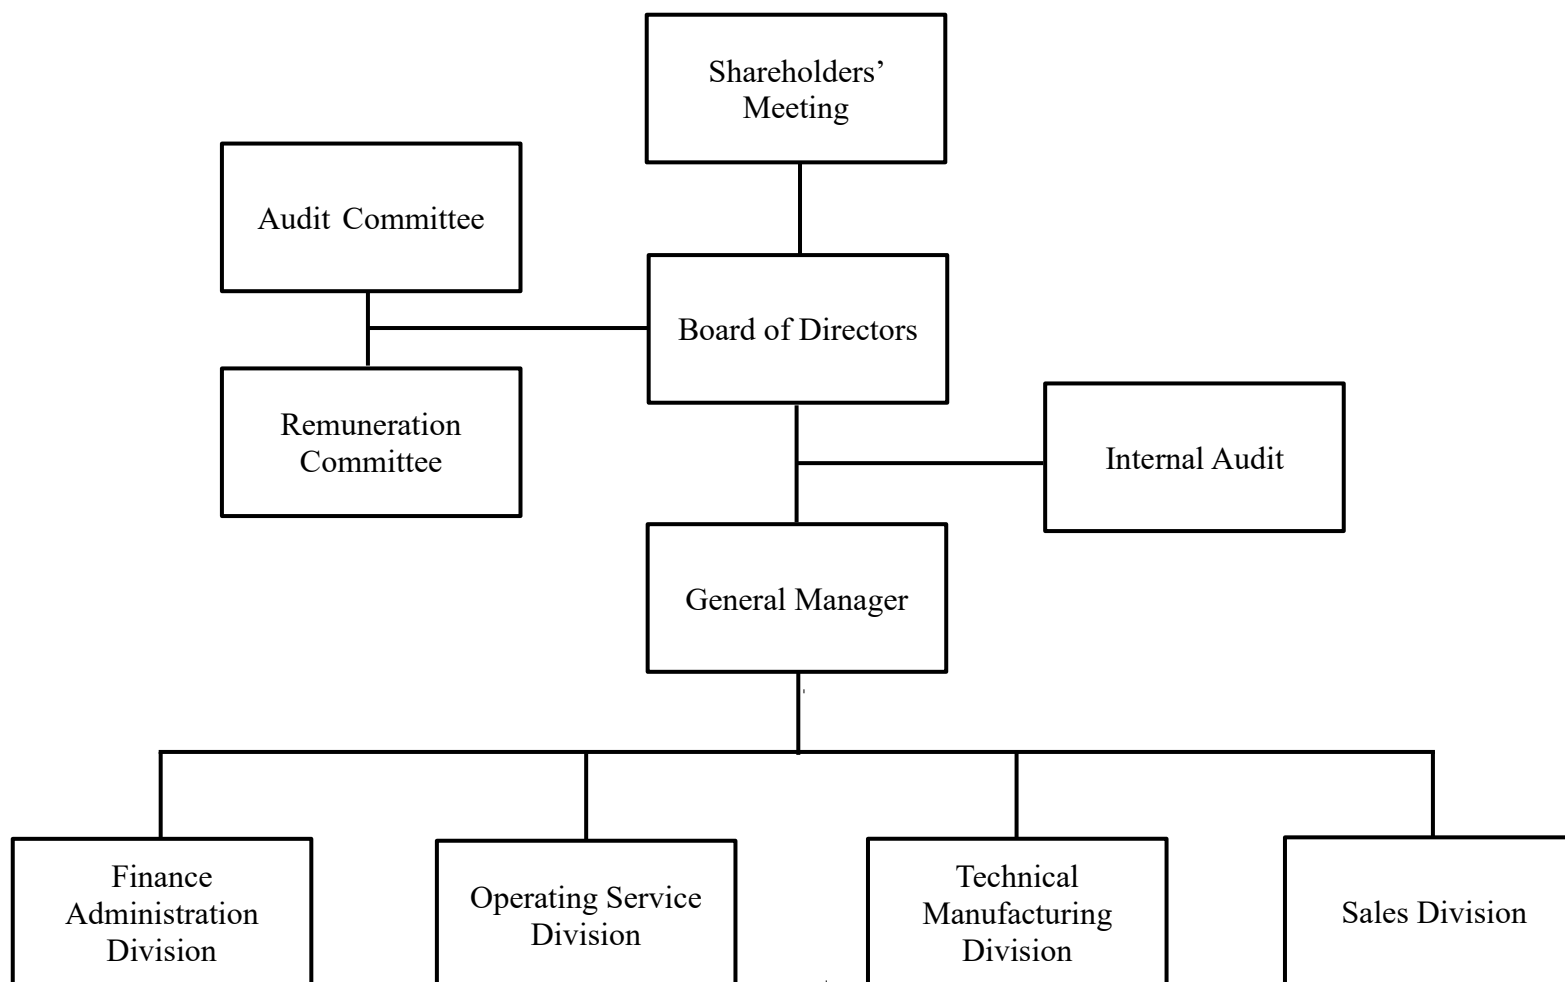 Shareholders’
Meeting
Audit Committee
Board of Directors
Remuneration
Committee
Internal Audit
General Manager
Finance
Administration
Division
Operating Service
Division
Technical
Manufacturing
Division
Sales Division